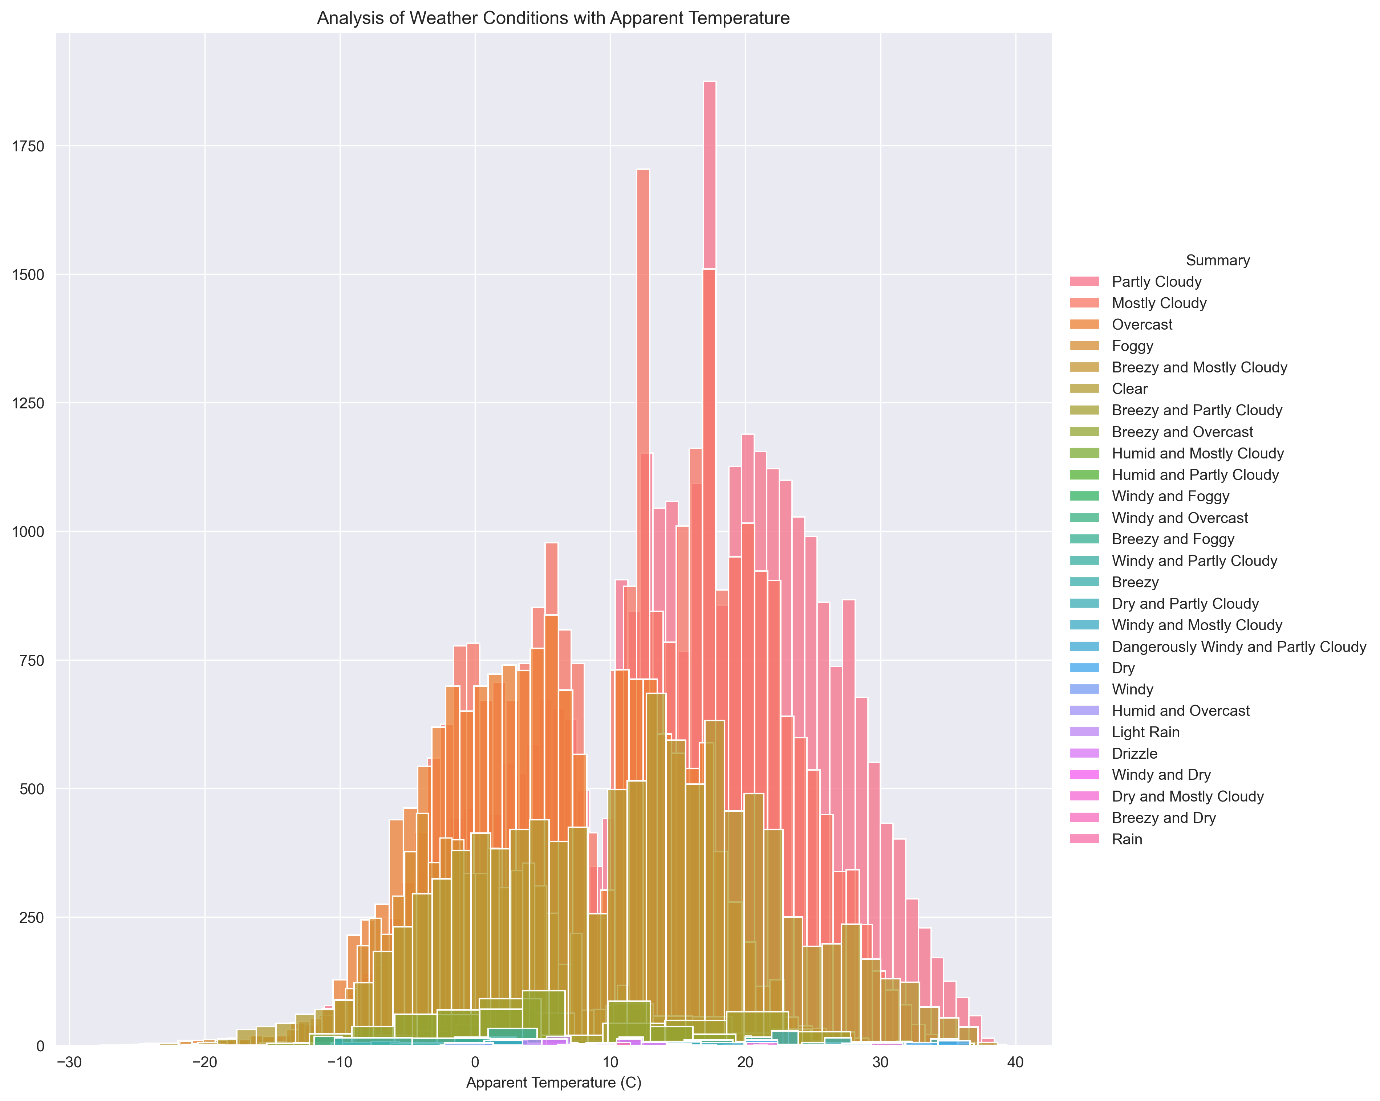 Analysis of Weather Conditions with Apparent Temperature
1750
1500
1250
1000
750
500
250
0
−30 −20 −10 0 10 20 30 40
Apparent Temperature (C)
Summary
Partly Cloudy
Mostly Cloudy
Overcast
Foggy
Breezy and Mostly Cloudy
Clear
Breezy and Partly Cloudy
Breezy and Overcast
Humid and Mostly Cloudy
Humid and Partly Cloudy
Windy and Foggy
Windy and Overcast
Breezy and Foggy
Windy and Partly Cloudy
Breezy
Dry and Partly Cloudy
Windy and Mostly Cloudy
Dangerously Windy and Partly Cloudy
Dry
Windy
Humid and Overcast
Light Rain
Drizzle
Windy and Dry
Dry and Mostly Cloudy
Breezy and Dry
Rain